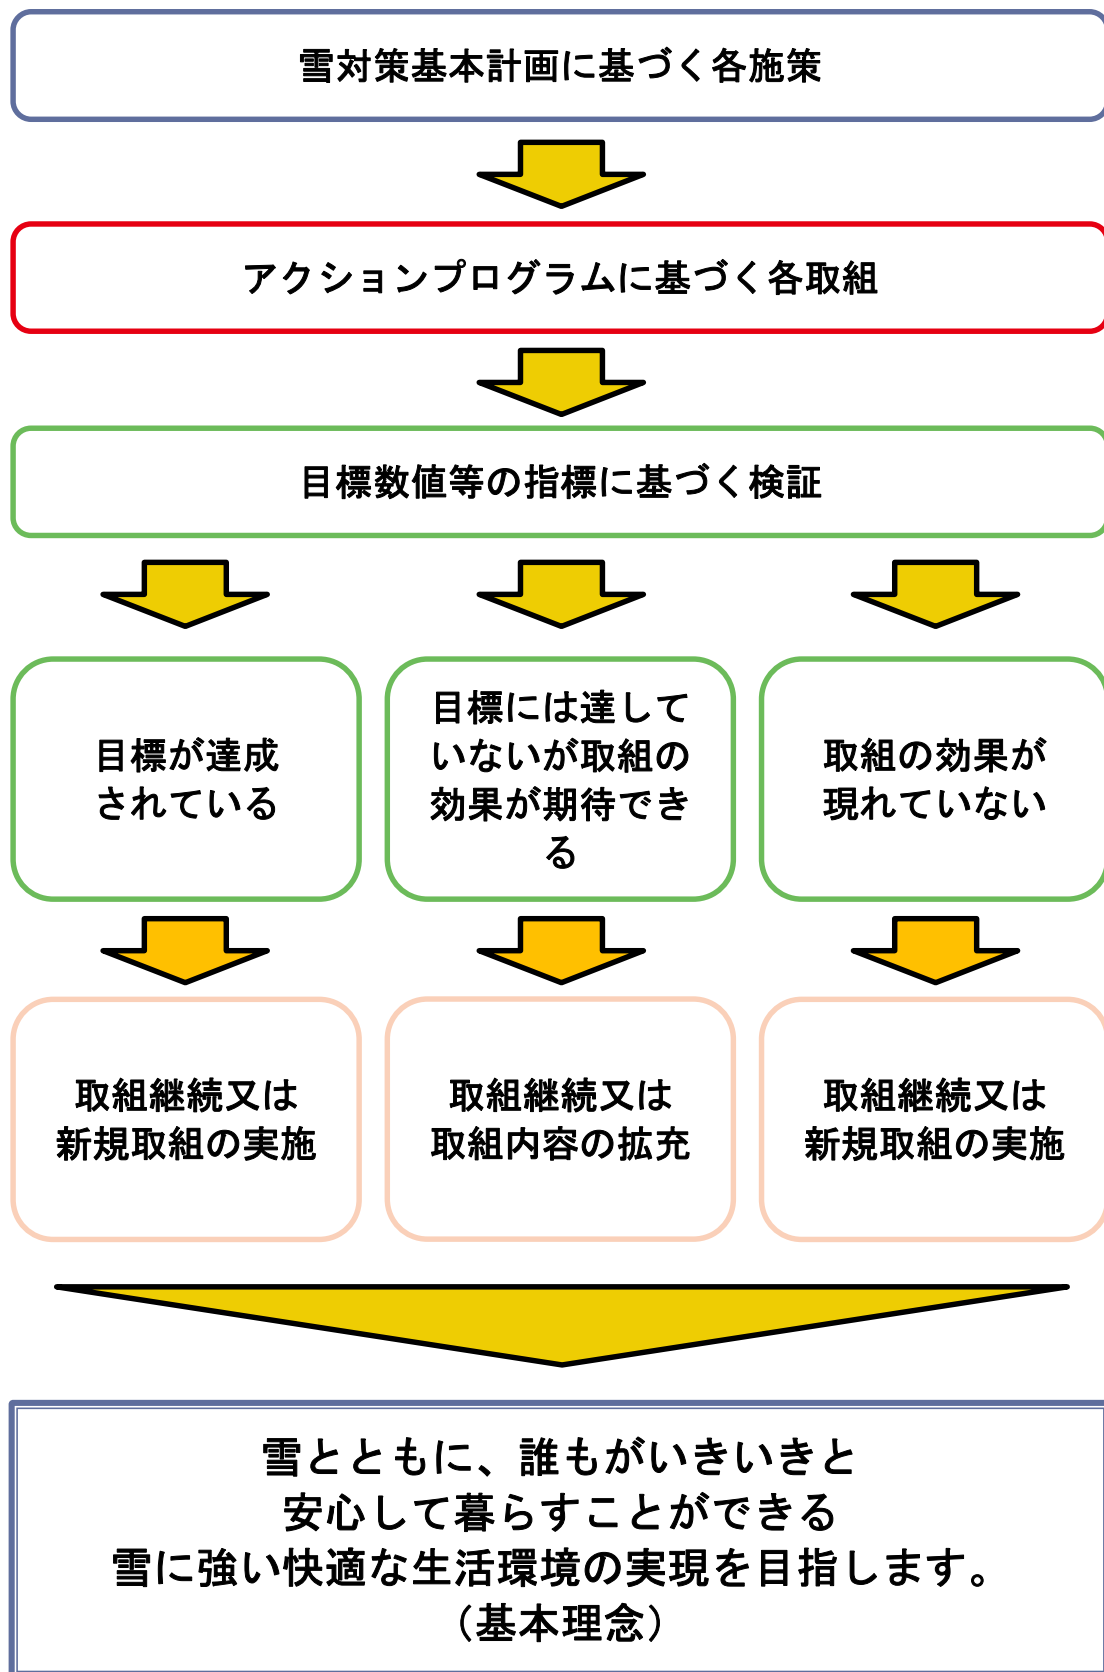 雪対策基本計画に基づく各施策
アクションプログラムに基づく各取組
目標数値等の指標に基づく検証
目標が達成
されている
目標には達して
いないが取組の
効果が期待でき
る
取組の効果が
現れていない
取組継続又は
新規取組の実施
取組継続又は
取組内容の拡充
取組継続又は
新規取組の実施
雪とともに、誰もがいきいきと
安心して暮らすことができる
雪に強い快適な生活環境の実現を目指します。
（基本理念）